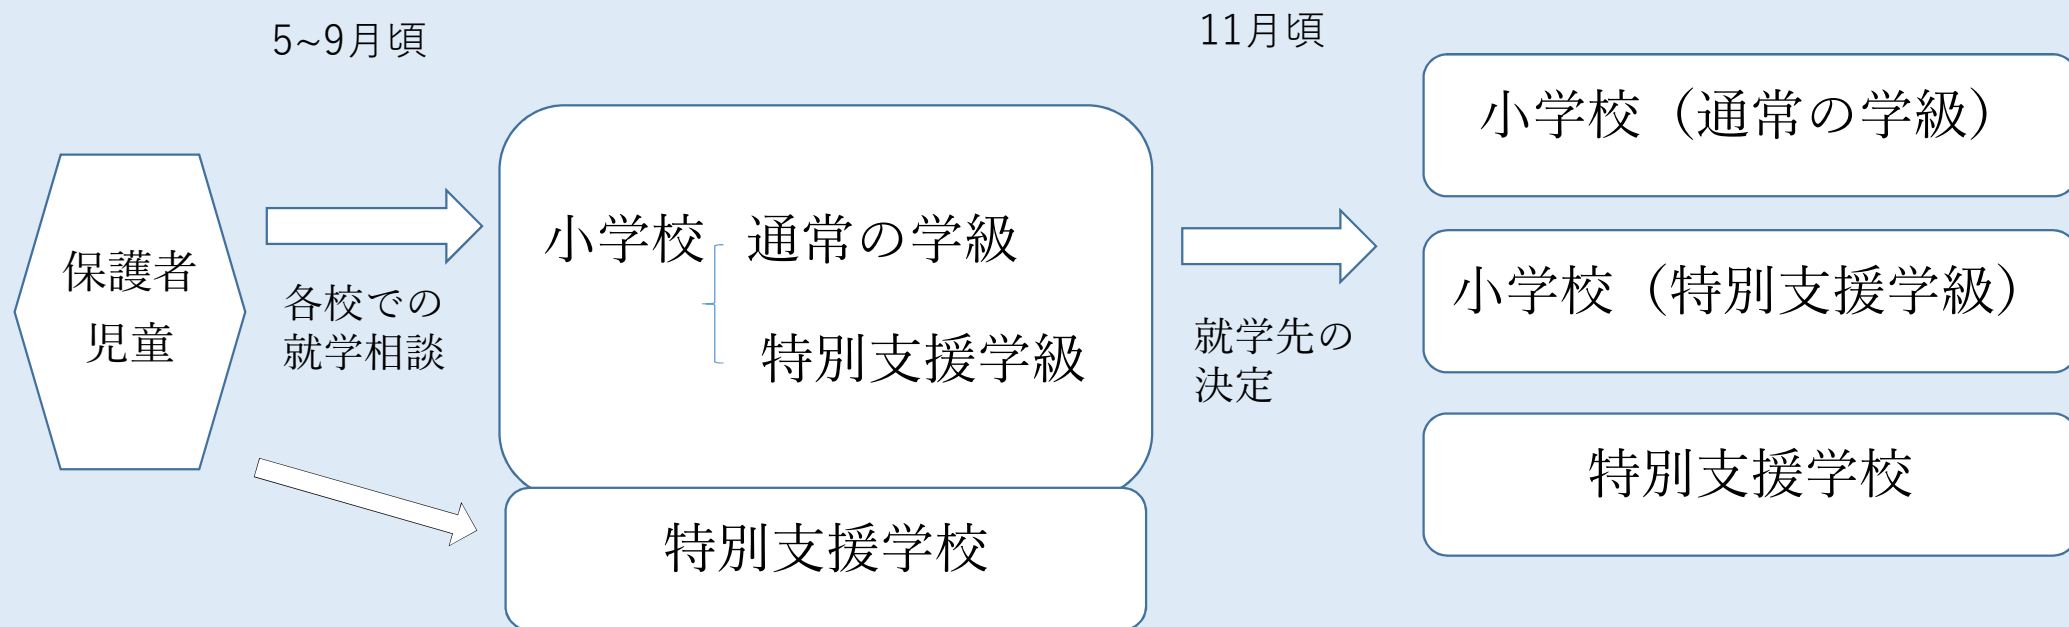 5~9月頃
11月頃
保護者
児童
各校での
就学相談
小学校 通常の学級
特別支援学級
特別支援学校
就学先の
決定
小学校（通常の学級）
小学校（特別支援学級）
特別支援学校